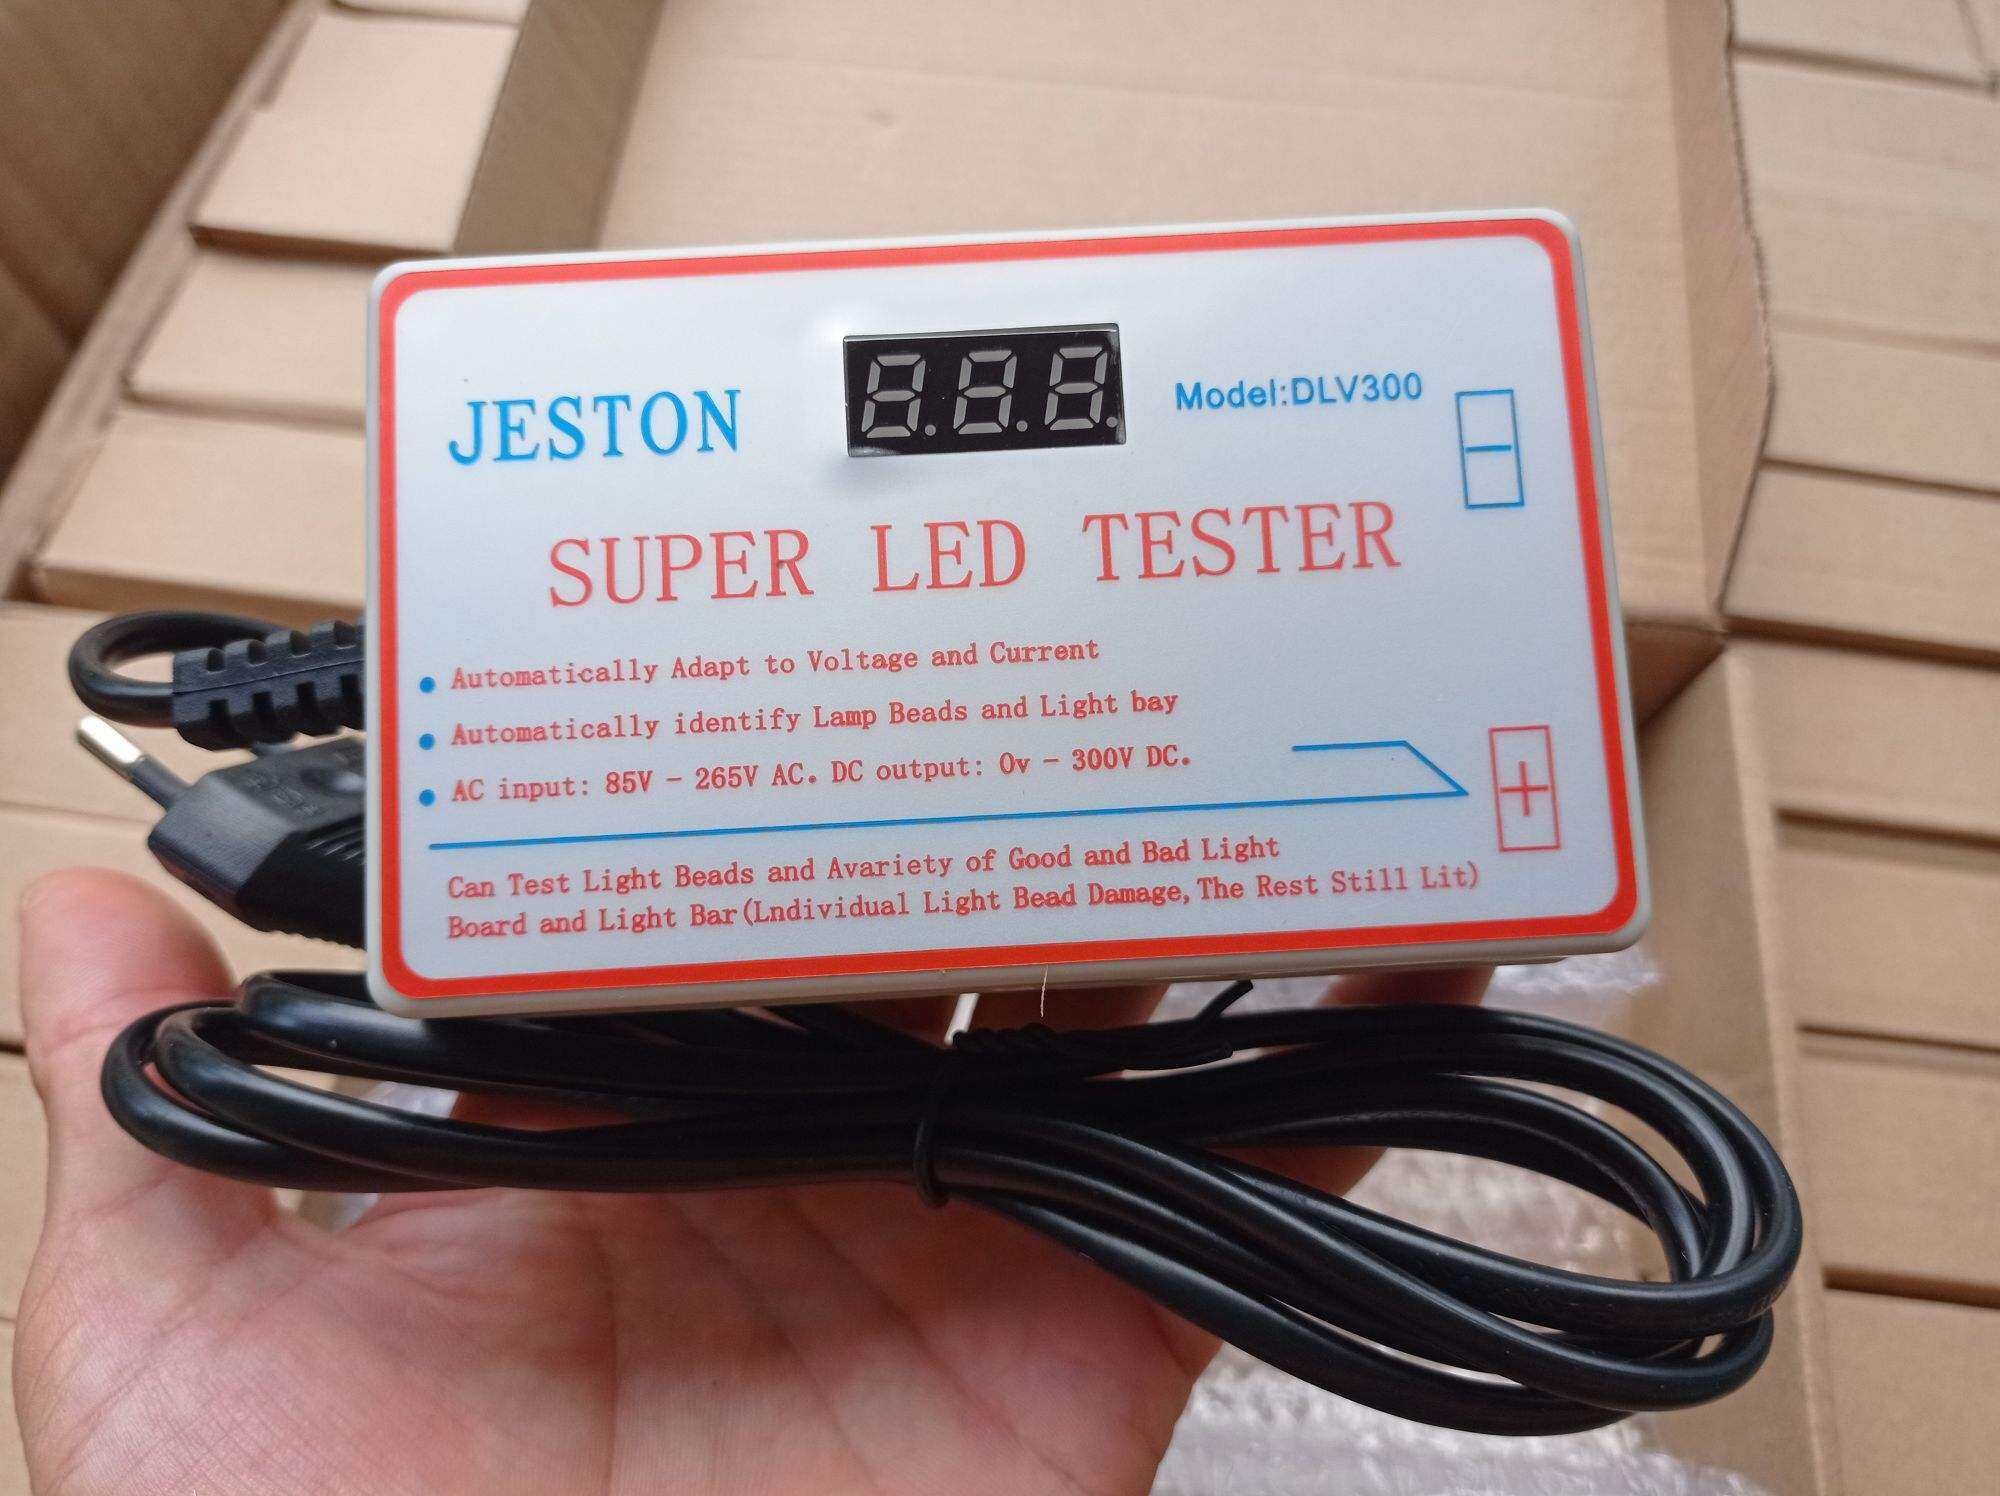 JESTON
Model:DLV300
SUPER LED TESTER
• Automatically Adapt to Voltage and Current
• Automatically identify Lamp Beads and Light bay
• AC input: 85V - 265V AC. DC output: Ov - 300V DC.
Can Test Light Beads and Avariety of Good and Bad Light
Board and Light Bar(Lndividual Light Bead Damage, The Rest Still Lit)
-
+